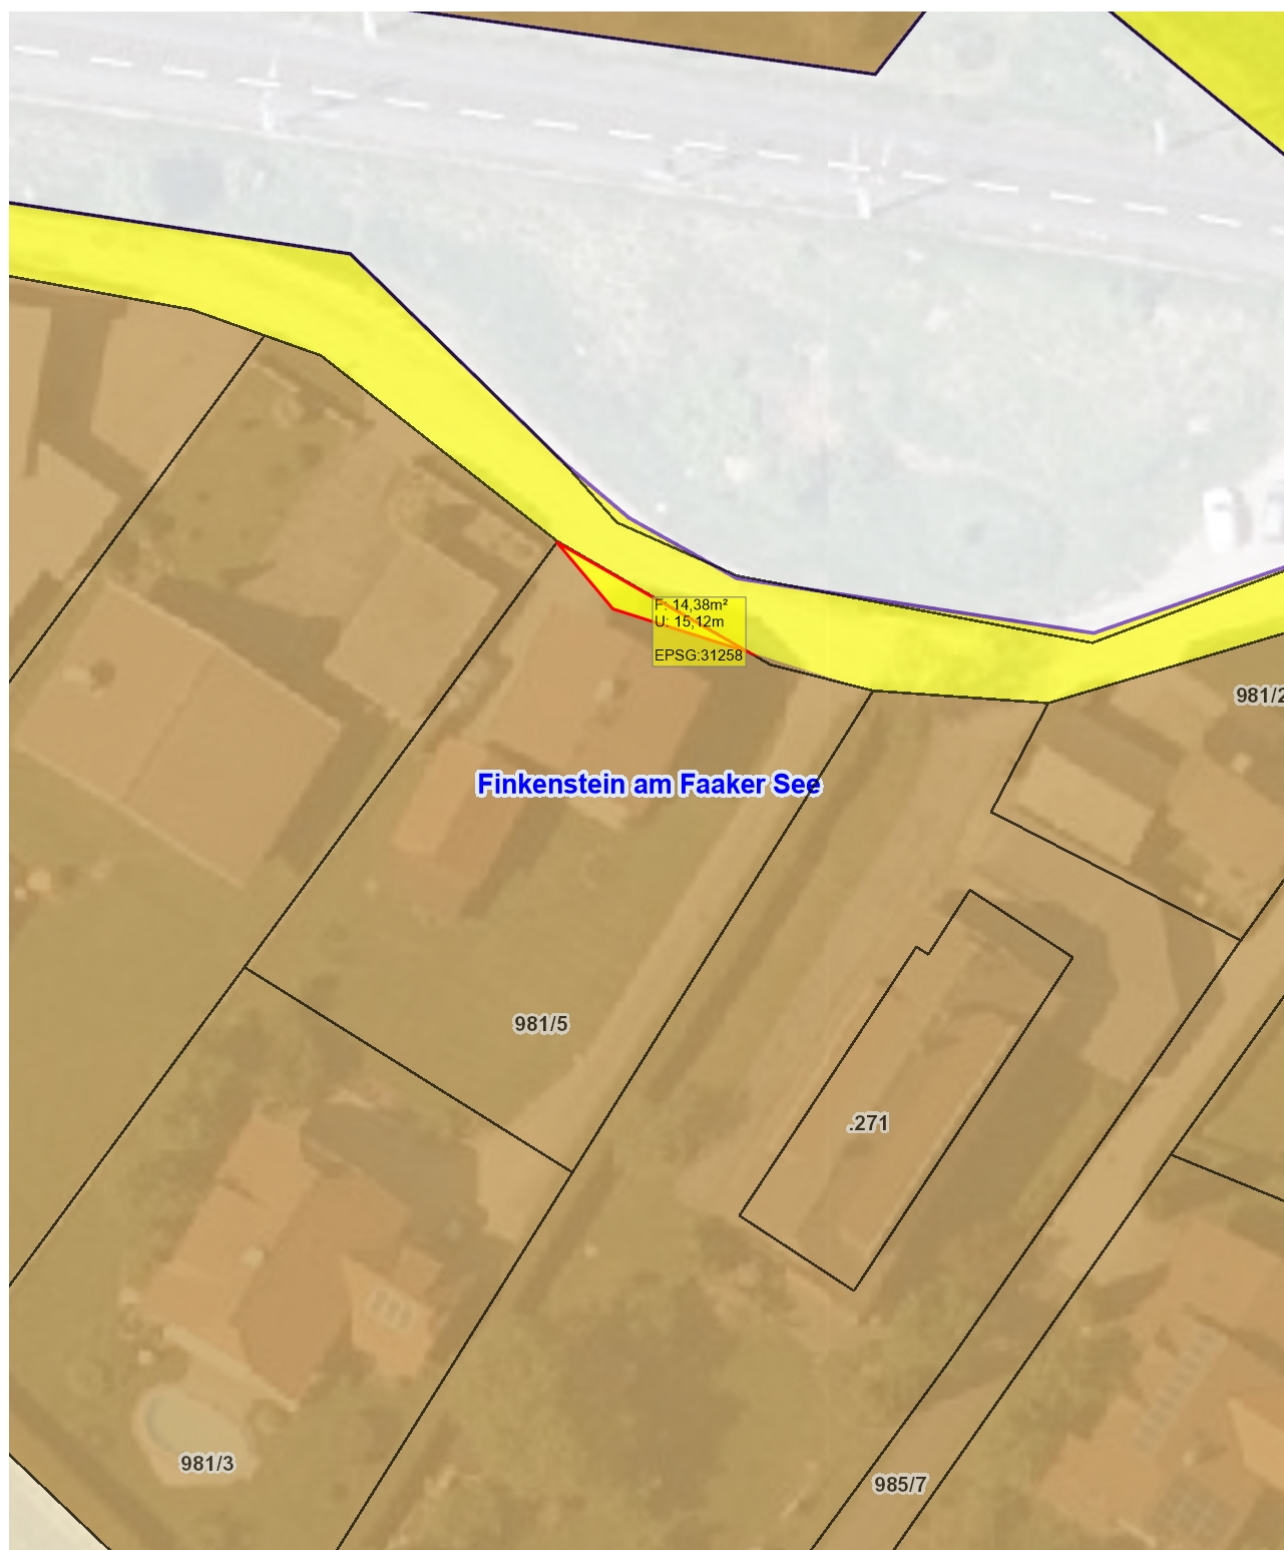 F: 14,38m²
U: 15,12m
EPSG:31258
981/2
Finkenstein am Faaker See
981/5
.271
981/3
985/7